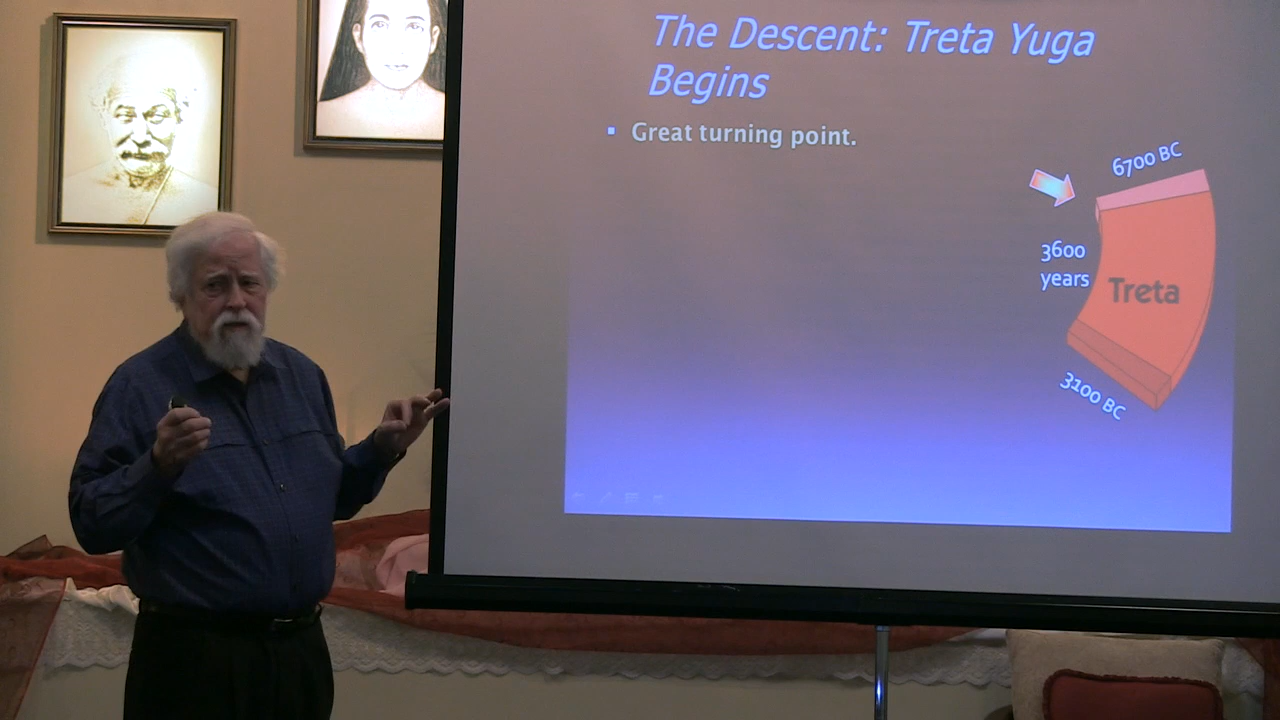 The Descent: Treta Yuga
Begins
▪ Great turning point.
6700 BC
3600
years
Treta
3100 BC